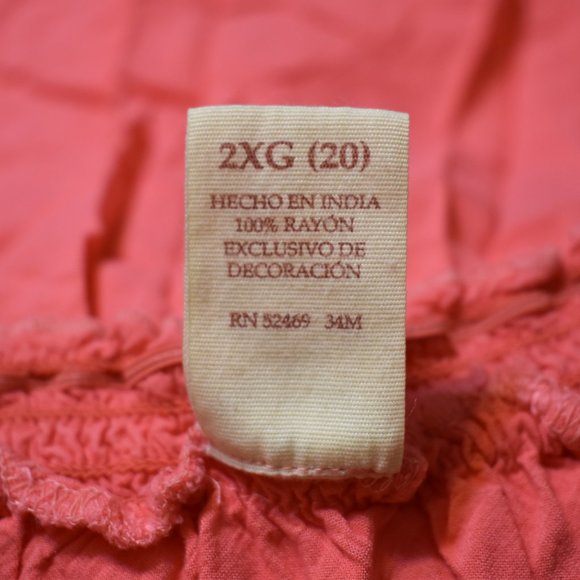 2XG (20)
HECHO EN INDIA
100% RAYÓN
EXCLUSIVO DE
DECORACIÓN
RN 52469 34M